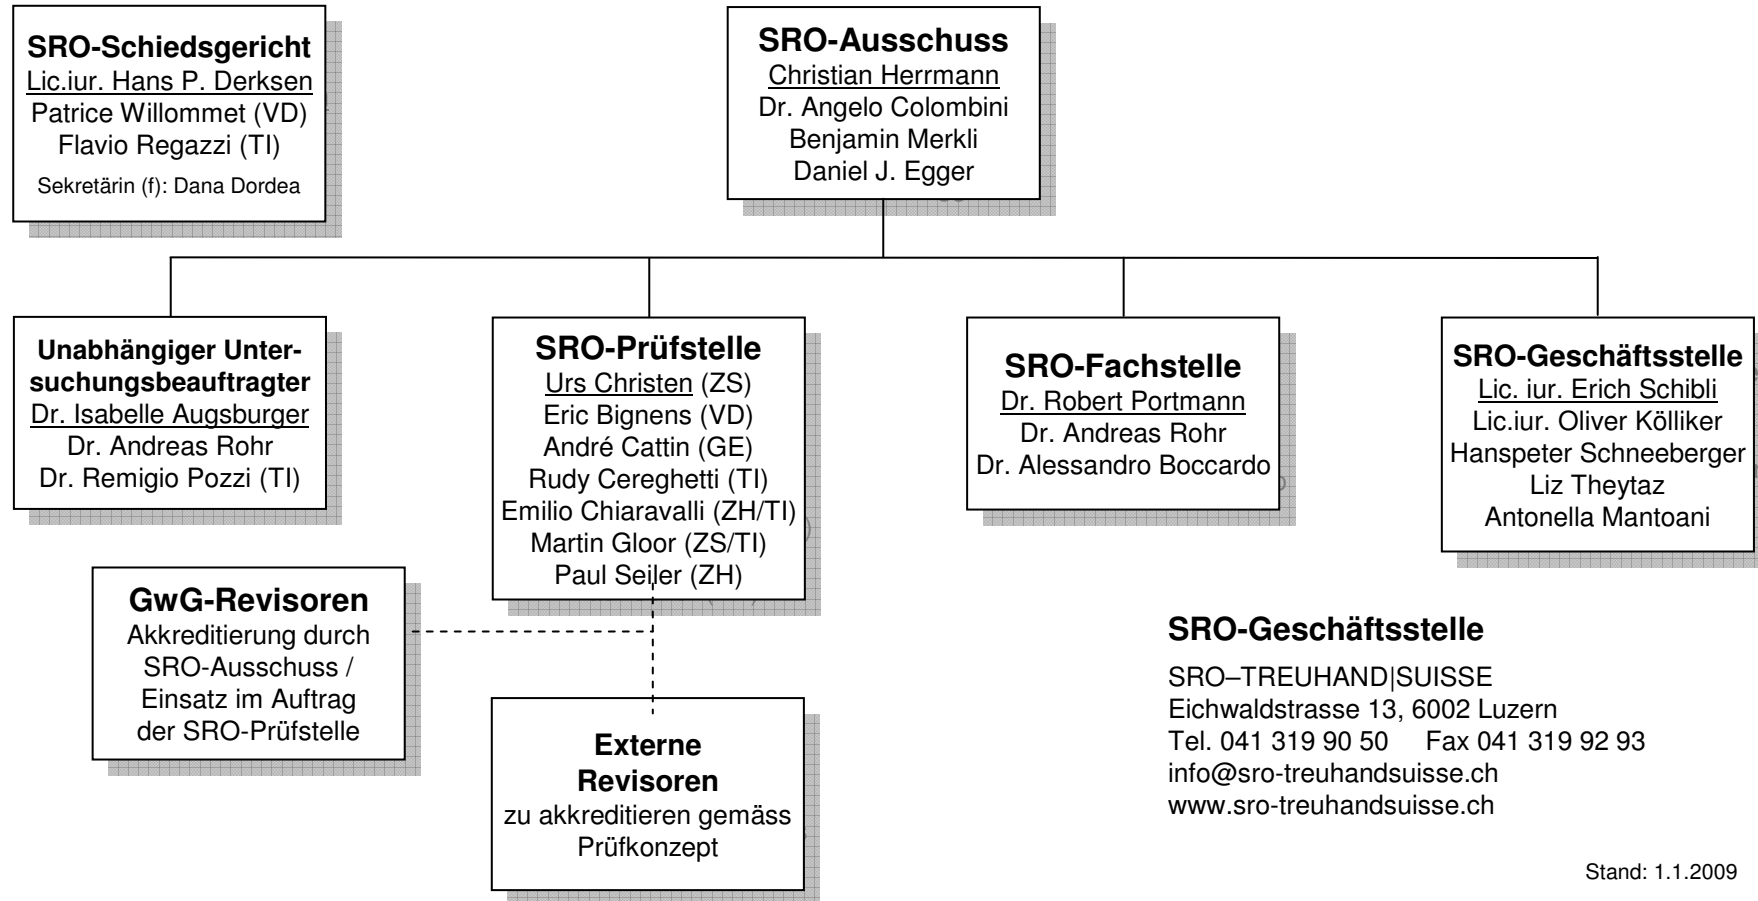 SRO-Schiedsgericht
Lic.iur. Hans P. Derksen
Patrice Willommet (VD)
Flavio Regazzi (TI)
Sekretärin (f): Dana Dordea
SRO-Ausschuss
Christian Herrmann
Dr. Angelo Colombini
Benjamin Merkli
Daniel J. Egger
Unabhängiger Unter-
suchungsbeauftragter
Dr. Isabelle Augsburger
Dr. Andreas Rohr
Dr. Remigio Pozzi (TI)
SRO-Prüfstelle
Urs Christen (ZS)
Eric Bignens (VD)
André Cattin (GE)
Rudy Cereghetti (TI)
Emilio Chiaravalli (ZH/TI)
Martin Gloor (ZS/TI)
Paul Seiler (ZH)
SRO-Fachstelle
Dr. Robert Portmann
Dr. Andreas Rohr
Dr. Alessandro Boccardo
SRO-Geschäftsstelle
Lic. iur. Erich Schibli
Lic.iur. Oliver Kölliker
Hanspeter Schneeberger
Liz Theytaz
Antonella Mantoani
GwG-Revisoren
Akkreditierung durch
SRO-Ausschuss /
Einsatz im Auftrag
der SRO-Prüfstelle
Externe
Revisoren
zu akkreditieren gemäss
Prüfkonzept
SRO-Geschäftsstelle
SRO–TREUHAND|SUISSE
Eichwaldstrasse 13, 6002 Luzern
Tel. 041 319 90 50 Fax 041 319 92 93
info@sro-treuhandsuisse.ch
www.sro-treuhandsuisse.ch
Stand: 1.1.2009